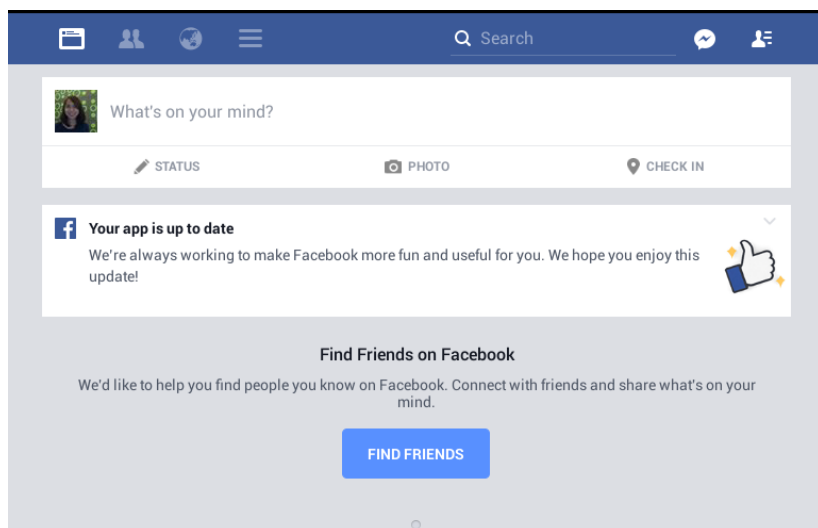 Search
What's on your mind?
STATUS
PHOTO
CHECK IN
Your app is up to date
We're always working to make Facebook more fun and useful for you. We hope you enjoy this
update!
Find Friends on Facebook
We'd like to help you find people you know on Facebook. Connect with friends and share what's on your
mind.
FIND FRIENDS